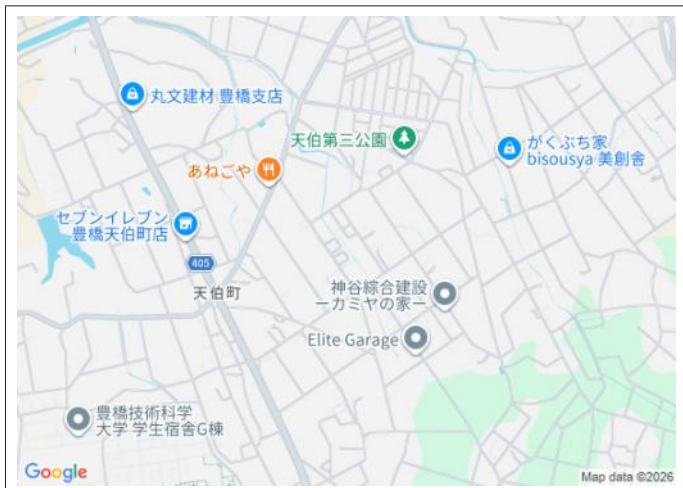 丸文建材 豊橋支店
天伯第三公園
がくぶち家
bisousya 美創舎
あねごや
セブンイレブン
豊橋天伯町店
405
天伯町
神谷綜合建設
ーカミヤの家ー
Elite Garage
豊橋技術科学
大学 学生宿舎G棟
Google
Map data ©2026